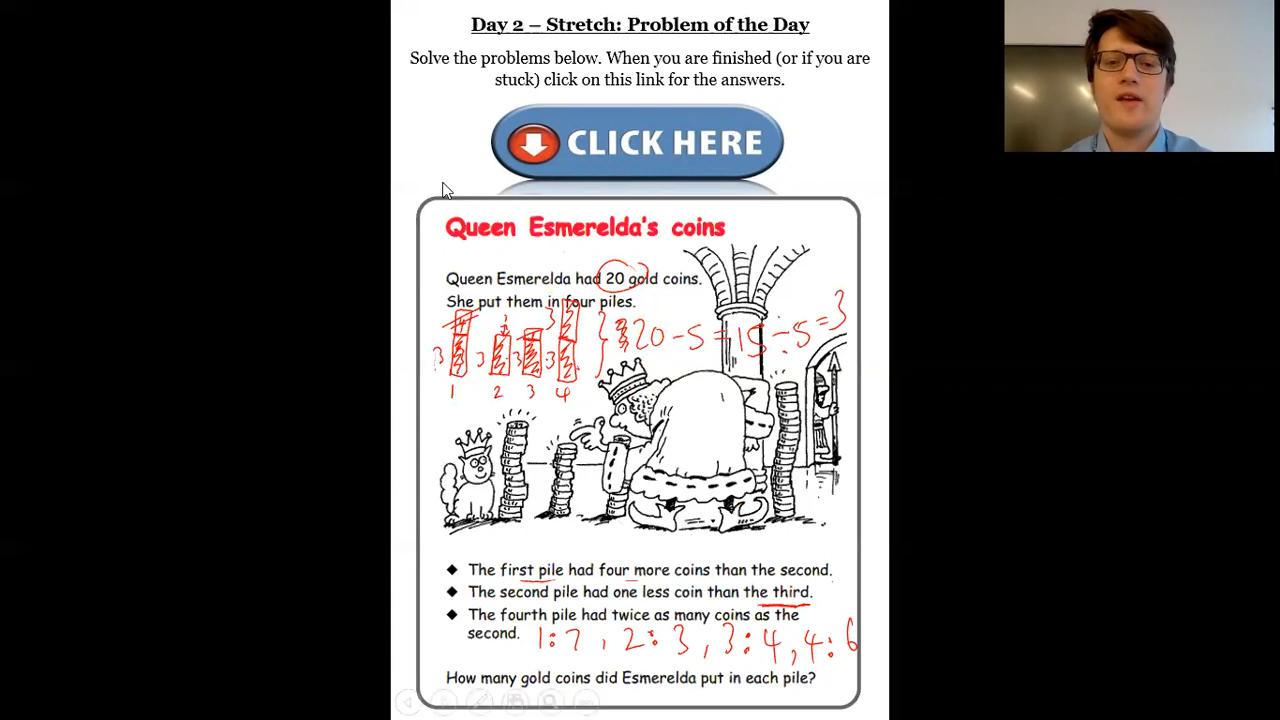 Day 2 – Stretch: Problem of the Day
Solve the problems below. When you are finished (or if you are
stuck) click on this link for the answers.
CLICK HERE
Queen Esmerelda's coins
Queen Esmerelda had 20 gold coins.
She put them in four piles.
20 - 5 = 15 ÷ 5 = 3
3 3 3 3 3
1 2 3 4
◆ The first pile had four more coins than the second.
◆ The second pile had one less coin than the third.
◆ The fourth pile had twice as many coins as the
second.
1:7, 2:3, 3:4, 4:6
How many gold coins did Esmerelda put in each pile?